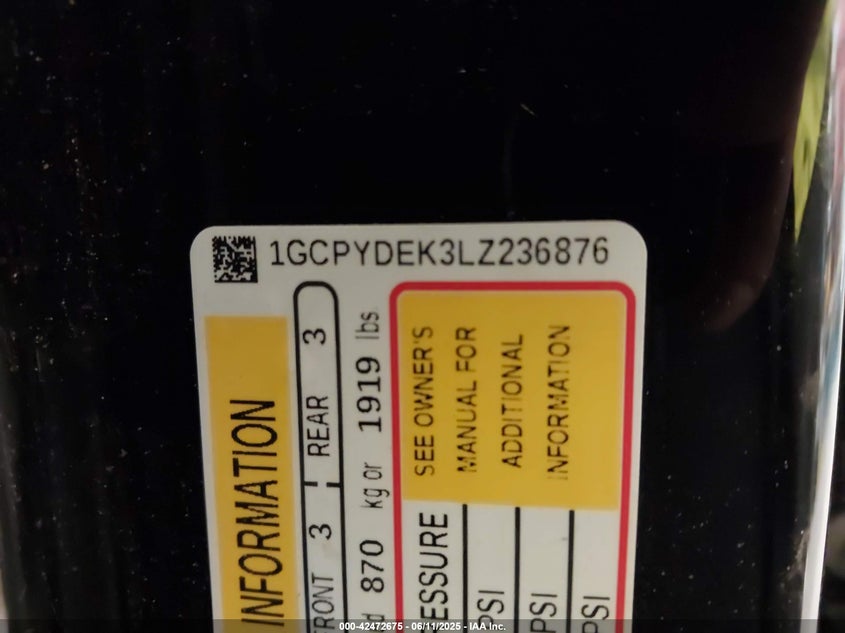 1GCPYDEK3LZ236876
INFORMATION
FRONT 3 REAR 3
870 kg or 1919 lbs
ESSURE
SEE OWNER'S
MANUAL FOR
ADDITIONAL
INFORMATION
PSI
PSI
PSI
000-42472675 - 06/11/2025 - IAA Inc.